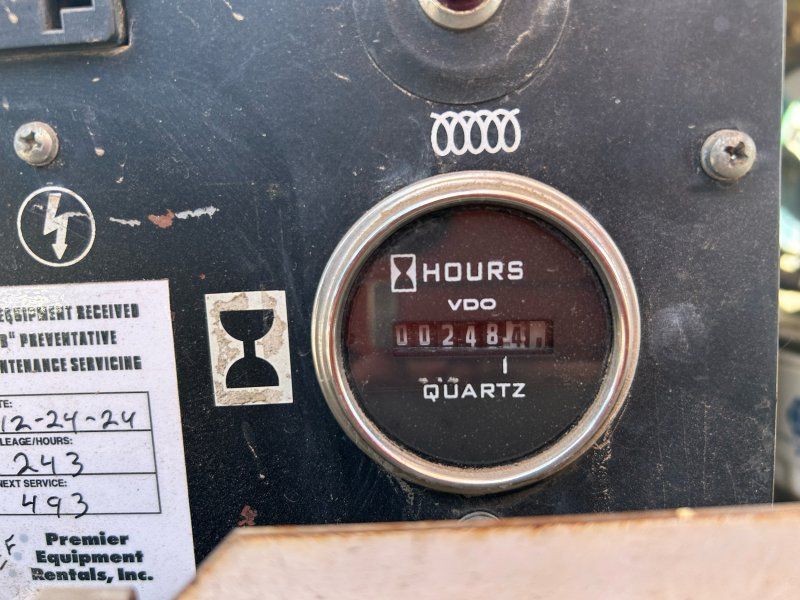 HOURS
VDO
002484
QUARTZ
EQUIPMENT RECEIVED
B" PREVENTATIVE
NTENANCE SERVICING
TE:
12-24-24
LEAGE/HOURS:
243
NEXT SERVICE:
493
Premier
Equipment
Rentals, Inc.